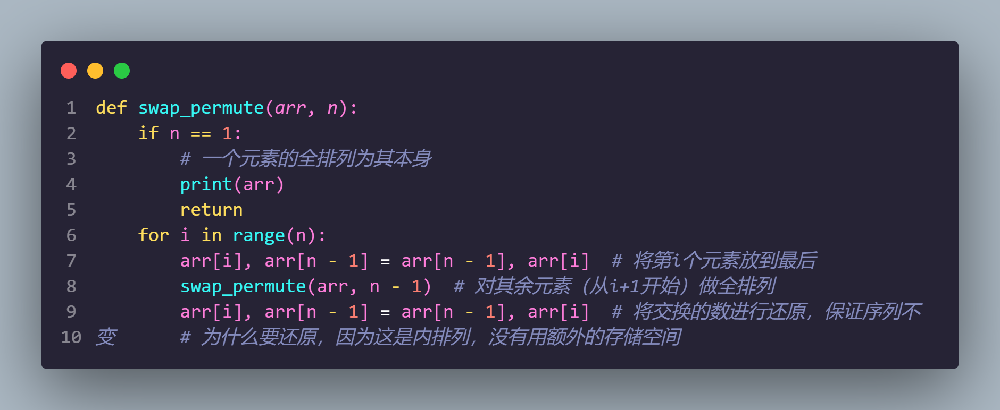 1 def swap_permute(arr, n):
2     if n == 1:
3         # 一个元素的全排列为其本身
4         print(arr)
5         return
6     for i in range(n):
7         arr[i], arr[n - 1] = arr[n - 1], arr[i]  # 将第i个元素放到最后
8         swap_permute(arr, n - 1)  # 对其余元素（从i+1开始）做全排列
9         arr[i], arr[n - 1] = arr[n - 1], arr[i]  # 将交换的数进行还原，保证序列不
10 变      # 为什么要还原，因为这是内排列，没有用额外的存储空间